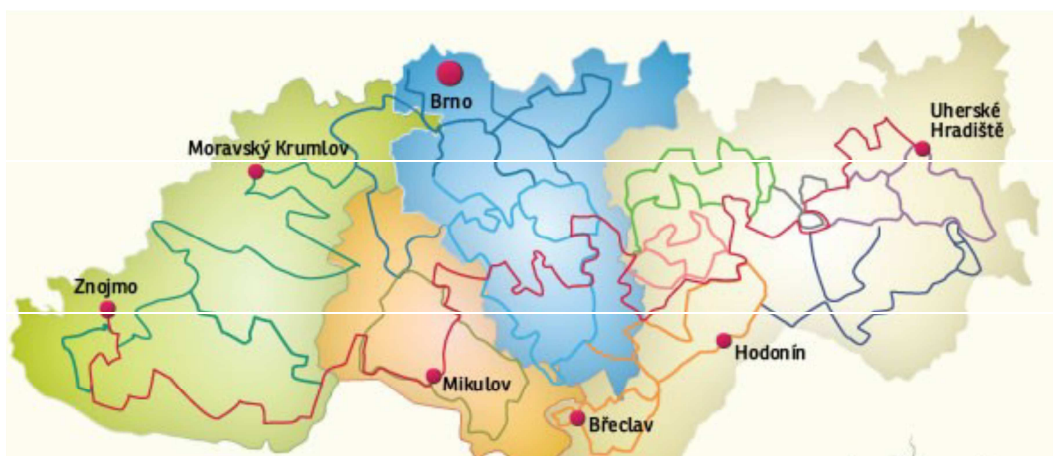 Brno
Uherské
Hradiště
Moravský Krumlov
Znojmo
Hodonín
Mikulov
Břeclav